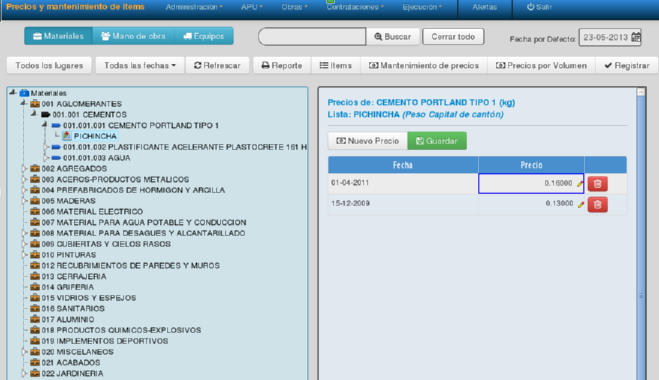 Precios y mantenimiento de items Administración APU Obras Contrataciones Ejecución Alertas Salir
Materiales Mano de obra Equipos Buscar Cerrar todo Fecha por Defecto: 23-05-2013
Todos los lugares Todas las fechas Refrescar Reporte Items Mantenimiento de precios Precios por Volumen Registrar
Materiales
001 AGLOMERANTES
001.001 CEMENTOS
001.001.001 CEMENTO PORTLAND TIPO 1
PICHINCHA
001.001.002 PLASTIFICANTE ACELERANTE PLASTOCRETE 161 H
001.001.003 AGUA
002 AGREGADOS
003 ACEROS-PRODUCTOS METALICOS
004 PREFABRICADOS DE HORMIGON Y ARCILLA
005 MADERAS
006 MATERIAL ELECTRICO
007 MATERIAL PARA AGUA POTABLE Y CONDUCCION
008 MATERIAL PARA DESAGUES Y ALCANTARILLADO
009 CUBIERTAS Y CIELOS RASOS
010 PINTURAS
012 RECUBRIMIENTOS DE PAREDES Y MUROS
013 CERRAJERIA
014 GRIFERIA
015 VIDRIOS Y ESPEJOS
016 SANITARIOS
017 ALUMINIO
018 PRODUCTOS QUIMICOS-EXPLOSIVOS
019 IMPLEMENTOS DEPORTIVOS
020 MISCELANEOS
021 ACABADOS
022 JARDINERIA
Precios de: CEMENTO PORTLAND TIPO 1 (kg)
Lista: PICHINCHA (Peso Capital de cantón)
Nuevo Precio Guardar
Fecha Precio
01-04-2011 0.16000
15-12-2009 0.13000